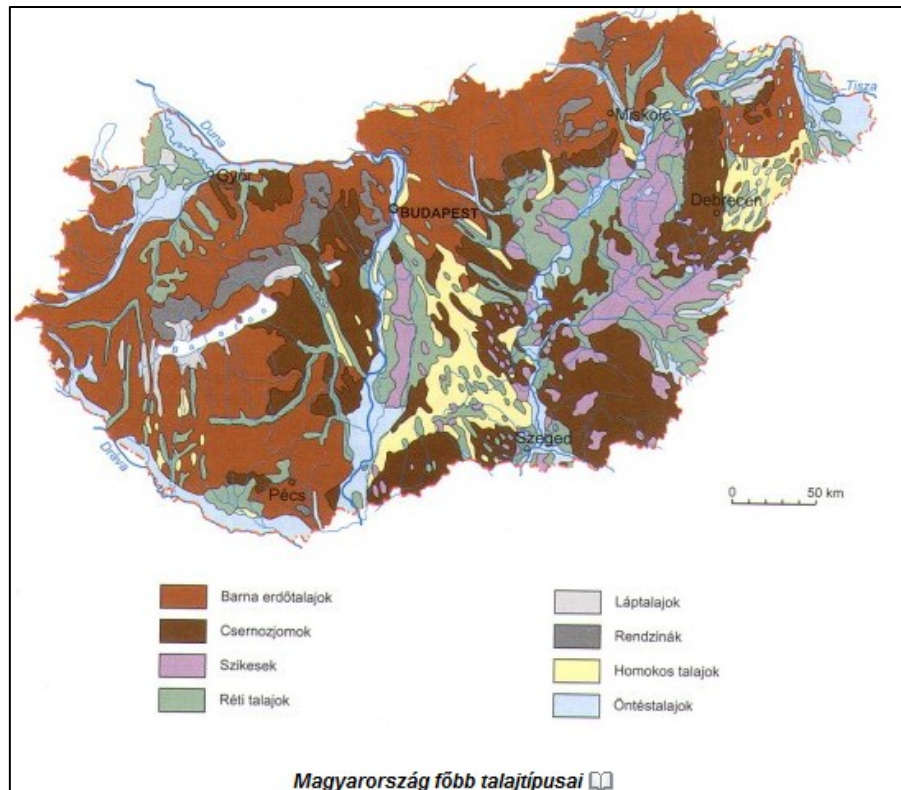 Tisza
Duna
Miskolc
Győr
Debrecen
BUDAPEST
Szeged
Dráva
Pécs
0 50 km
Barna erdőtalajok
Csernozjomok
Szikesek
Réti talajok
Láptalajok
Rendzinák
Homokos talajok
Öntéstalajok
Magyarország főbb talajtípusai